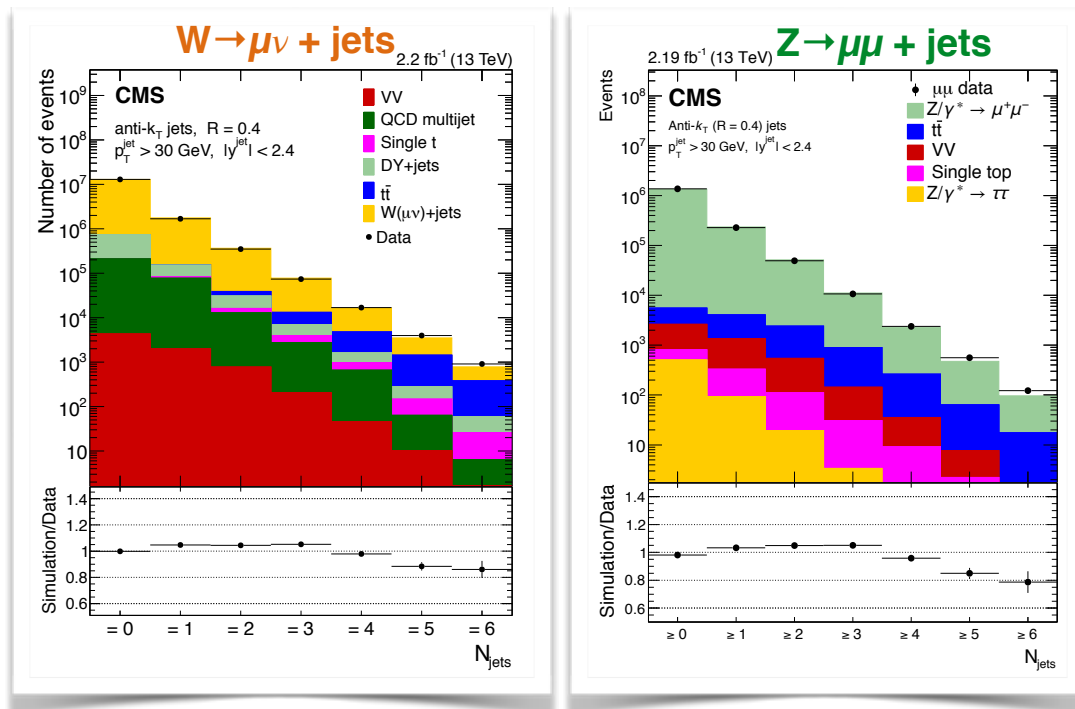 W→μν + jets
2.2 fb⁻¹ (13 TeV)
Number of events
10⁹
10⁸
10⁷
10⁶
10⁵
10⁴
10³
10²
10
CMS
anti-k_T jets, R = 0.4
p_T^jet > 30 GeV, |y^jet| < 2.4
VV
QCD multijet
Single t
DY+jets
tt̄
W(μν)+jets
Data
Simulation/Data
1.4
1.2
1
0.8
0.6
= 0 = 1 = 2 = 3 = 4 = 5 = 6
N_jets
Z→μμ + jets
2.19 fb⁻¹ (13 TeV)
Events
10⁸
10⁷
10⁶
10⁵
10⁴
10³
10²
10
CMS
Anti-k_T (R = 0.4) jets
p_T^jet > 30 GeV, |y^jet| < 2.4
μμ data
Z/γ* → μ⁺μ⁻
tt̄
VV
Single top
Z/γ* → ττ
Simulation/Data
1.4
1.2
1
0.8
0.6
≥ 0 ≥ 1 ≥ 2 ≥ 3 ≥ 4 ≥ 5 ≥ 6
N_jets